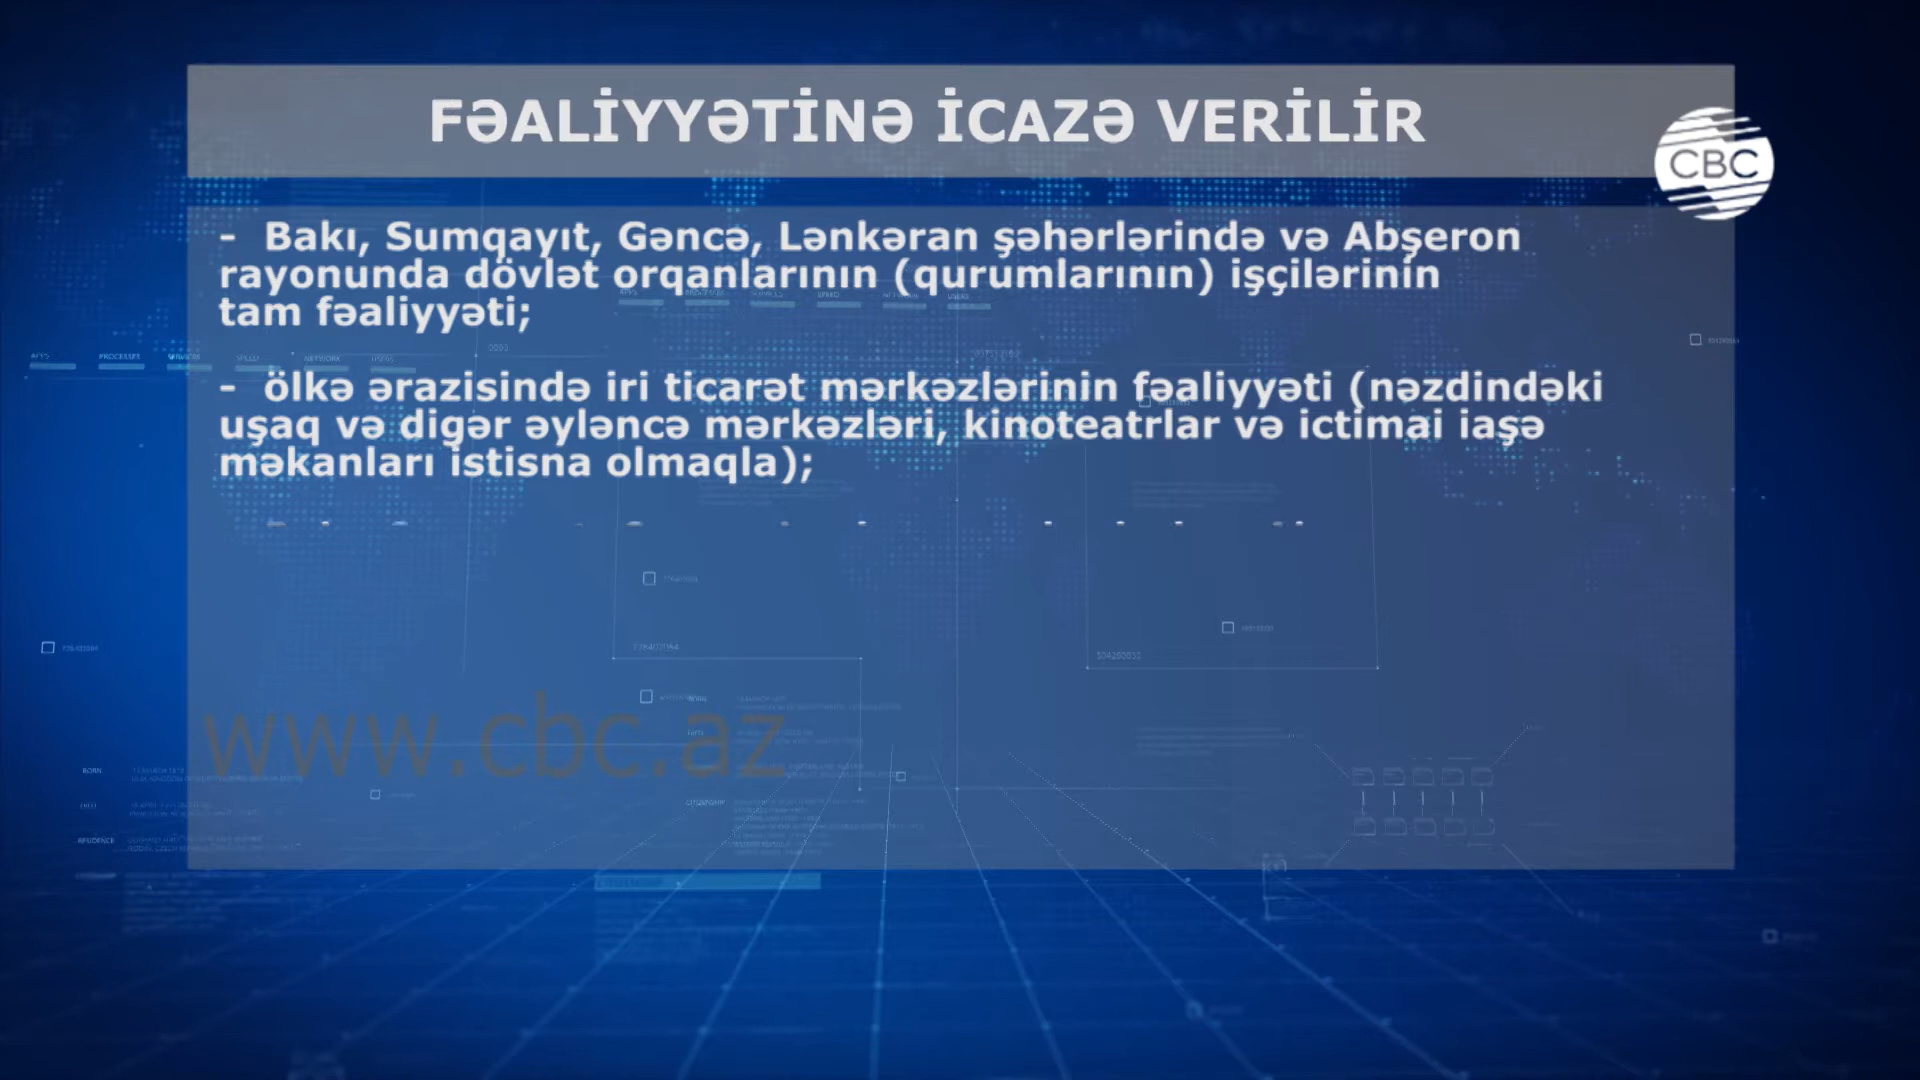 FƏALİYYƏTİNƏ İCAZƏ VERİLİR
CBC
- Bakı, Sumqayıt, Gəncə, Lənkəran şəhərlərində və Abşeron
rayonunda dövlət orqanlarının (qurumlarının) işçilərinin
tam fəaliyyəti;
- ölkə ərazisində iri ticarət mərkəzlərinin fəaliyyəti (nəzdindəki
uşaq və digər əyləncə mərkəzləri, kinoteatrlar və ictimai iaşə
məkanları istisna olmaqla);
www.cbc.az